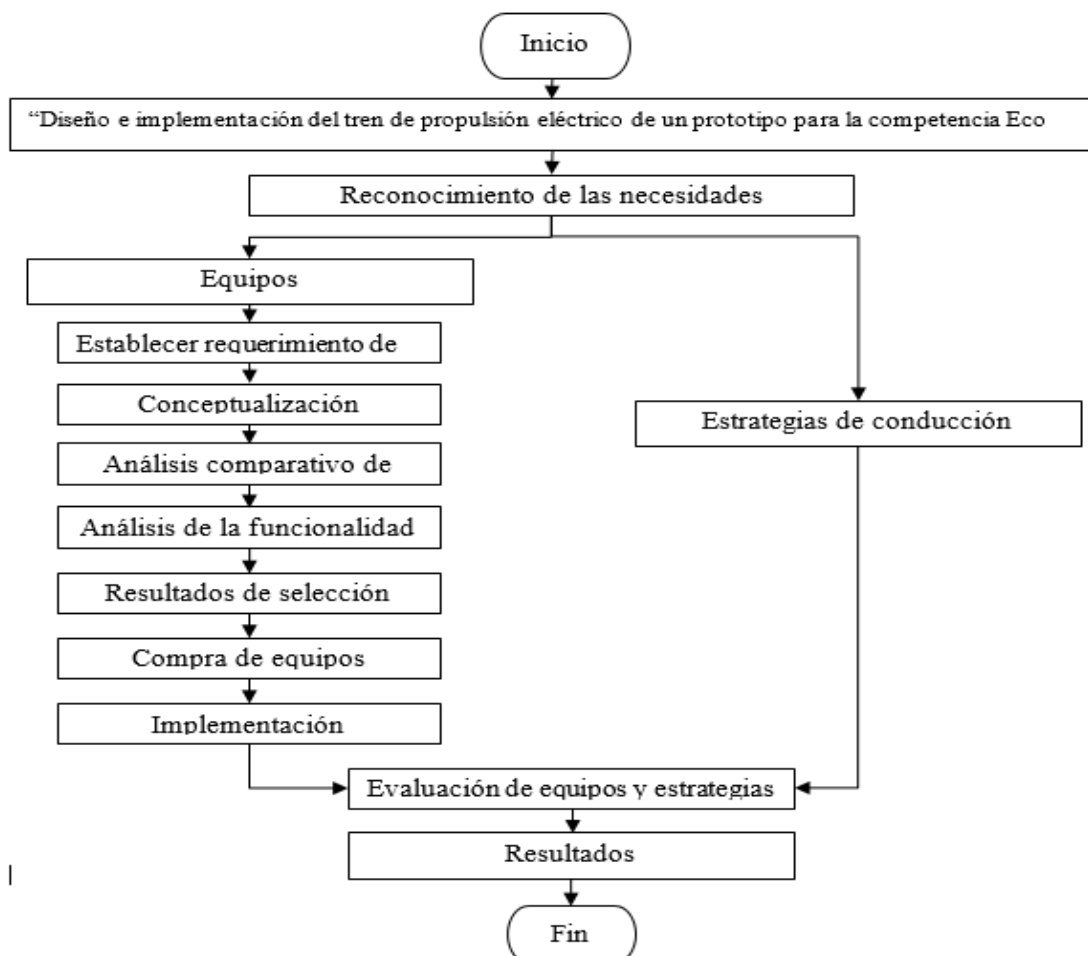 Inicio
“Diseño e implementación del tren de propulsión eléctrico de un prototipo para la competencia Eco
Reconocimiento de las necesidades
Equipos
Establecer requerimiento de
Conceptualización
Análisis comparativo de
Análisis de la funcionalidad
Resultados de selección
Compra de equipos
Implementación
Estrategias de conducción
Evaluación de equipos y estrategias
Resultados
Fin